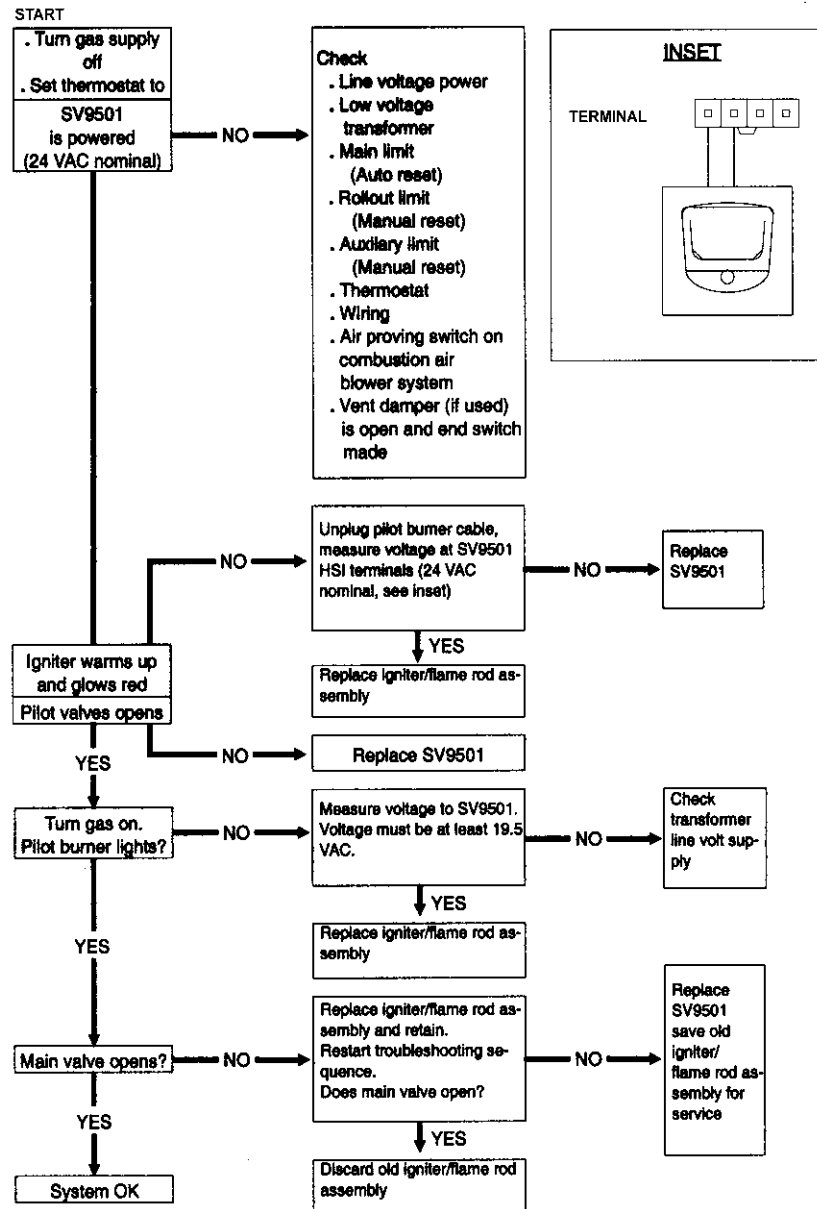 START
. Turn gas supply
off
. Set thermostat to
SV9501
is powered
(24 VAC nominal)
NO
Check
. Line voltage power
. Low voltage
transformer
. Main limit
(Auto reset)
. Rollout limit
(Manual reset)
. Auxilary limit
(Manual reset)
. Thermostat
. Wiring
. Air proving switch on
combustion air
blower system
. Vent damper (if used)
is open and end switch
made
INSET
TERMINAL
Igniter warms up
and glows red
Pilot valves opens
NO
Unplug pilot burner cable,
measure voltage at SV9501
HSI terminals (24 VAC
nominal, see inset)
NO
Replace
SV9501
YES
Replace igniter/flame rod as-
sembly
NO
Replace SV9501
YES
Turn gas on.
Pilot burner lights?
NO
Measure voltage to SV9501.
Voltage must be at least 19.5
VAC.
NO
Check
transformer
line volt sup-
ply
YES
Replace igniter/flame rod as-
sembly
YES
Main valve opens?
NO
Replace igniter/flame rod as-
sembly and retain.
Restart troubleshooting se-
quence.
Does main valve open?
NO
Replace
SV9501
save old
igniter/
flame rod as-
sembly for
service
YES
Discard old igniter/flame rod
assembly
YES
System OK